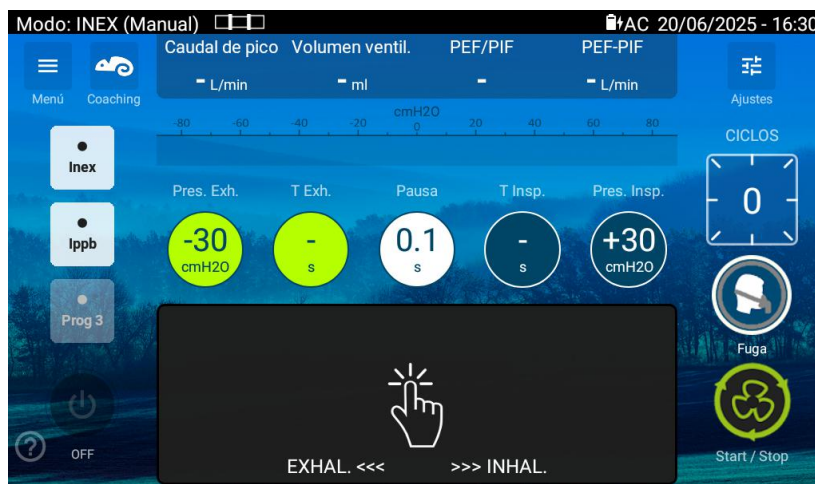 Modo: INEX (Manual) AC 20/06/2025 - 16:30
Caudal de pico Volumen ventil. PEF/PIF PEF-PIF
- L/min - ml - - L/min
Menú Coaching Ajustes
cmH2O
-80 -60 -40 -20 0 20 40 60 80
CICLOS
0
Inex
Ippb
Prog 3
Pres. Exh. T Exh. Pausa T Insp. Pres. Insp.
-30 - 0.1 - +30
cmH2O s s s cmH2O
Fuga
OFF
?
EXHAL. <<< >>> INHAL.
Start / Stop